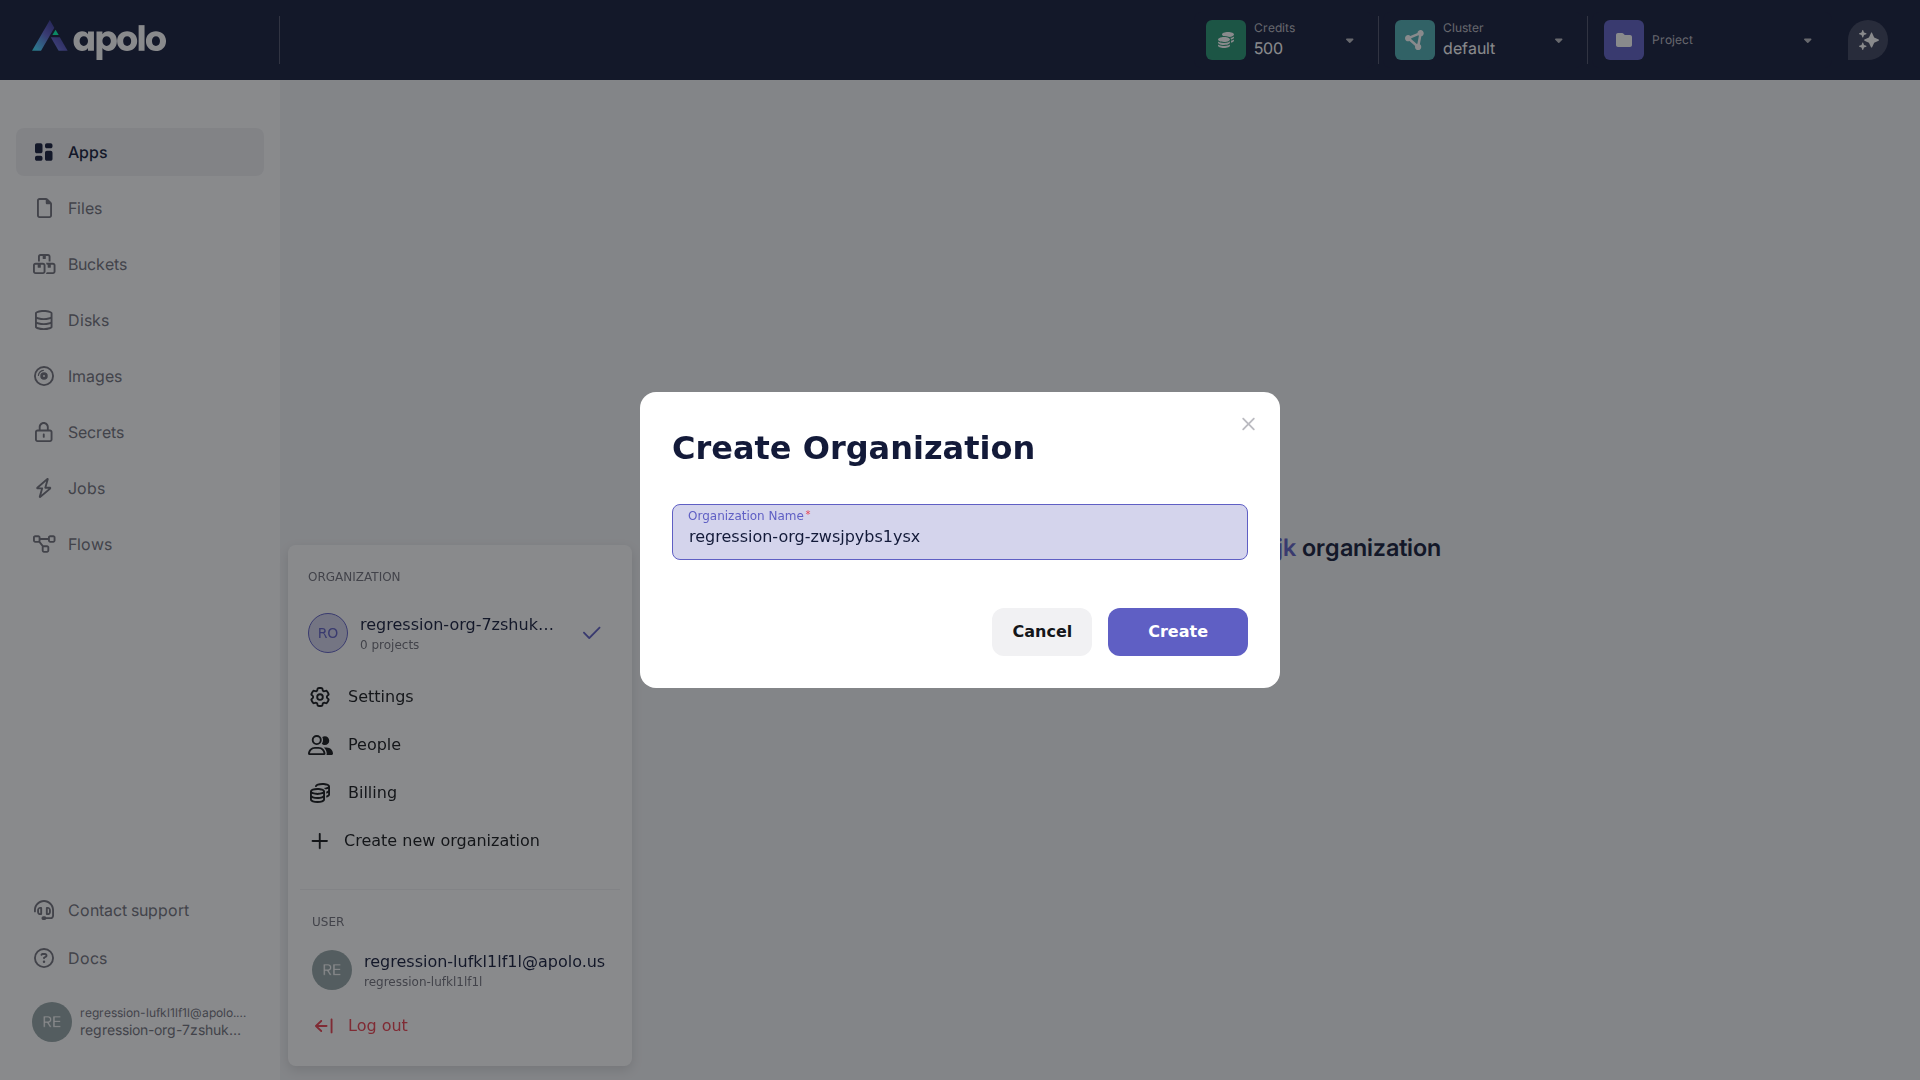 apolo
Credits
500
Cluster
default
Project
Apps
Files
Buckets
Disks
Images
Secrets
Jobs
Flows
Contact support
Docs
RE
regression-lufkl1lf1l@apolo....
regression-org-7zshuk...
ORGANIZATION
RO
regression-org-7zshuk...
0 projects
Settings
People
Billing
Create new organization
USER
RE
regression-lufkl1lf1l@apolo.us
regression-lufkl1lf1l
Log out
jk organization
Create Organization
Organization Name*
regression-org-zwsjpybs1ysx
Cancel
Create